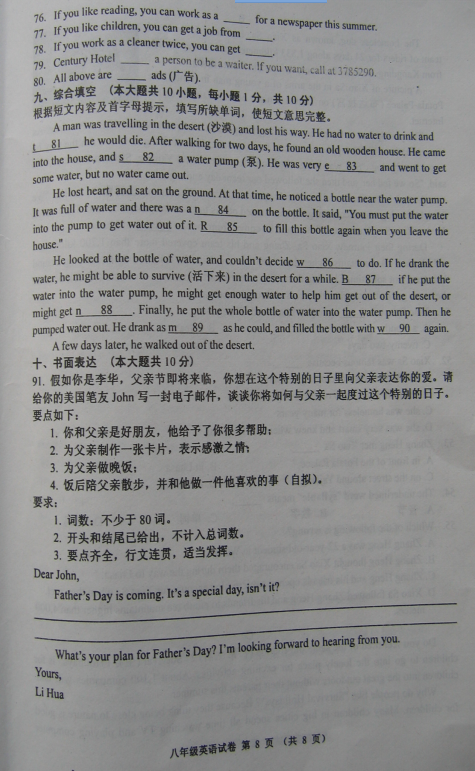 76. If you like reading, you can work as a _____ for a newspaper this summer.
77. If you like children, you can get a job from _____.
78. If you work as a cleaner twice, you can get _____.
79. Century Hotel _____ a person to be a waiter. If you want, call at 3785290.
80. All above are _____ ads (广告).
九、综合填空 (本大题共 10 小题，每小题 1 分，共 10 分)
根据短文内容及首字母提示，填写所缺单词，使短文意思完整。
A man was travelling in the desert (沙漠) and lost his way. He had no water to drink and
t 81 he would die. After walking for two days, he found an old wooden house. He came
into the house, and s 82 a water pump (泵). He was very e 83 and went to get
some water, but no water came out.
He lost heart, and sat on the ground. At that time, he noticed a bottle near the water pump.
It was full of water and there was a n 84 on the bottle. It said, "You must put the water
into the pump to get water out of it. R 85 to fill this bottle again when you leave the
house."
He looked at the bottle of water, and couldn't decide w 86 to do. If he drank the
water, he might be able to survive (活下来) in the desert for a while. B 87 if he put the
water into the water pump, he might get enough water to help him get out of the desert, or
might get n 88 . Finally, he put the whole bottle of water into the water pump. Then he
pumped water out. He drank as m 89 as he could, and filled the bottle with w 90 again.
A few days later, he walked out of the desert.
十、书面表达 (本大题共 10 分)
91. 假如你是李华，父亲节即将来临，你想在这个特别的日子里向父亲表达你的爱。请
给你的美国笔友 John 写一封电子邮件，谈谈你将如何与父亲一起度过这个特别的日子。
要点如下：
1. 你和父亲是好朋友，他给予了你很多帮助；
2. 为父亲制作一张卡片，表示感激之情；
3. 为父亲做晚饭；
4. 饭后陪父亲散步，并和他做一件他喜欢的事（自拟）。
要求：
1. 词数：不少于 80 词。
2. 开头和结尾已给出，不计入总词数。
3. 要点齐全，行文连贯，适当发挥。
Dear John,
Father's Day is coming. It's a special day, isn't it?
What's your plan for Father's Day? I'm looking forward to hearing from you.
Yours,
Li Hua
八年级英语试卷 第 8 页 （共 8 页）